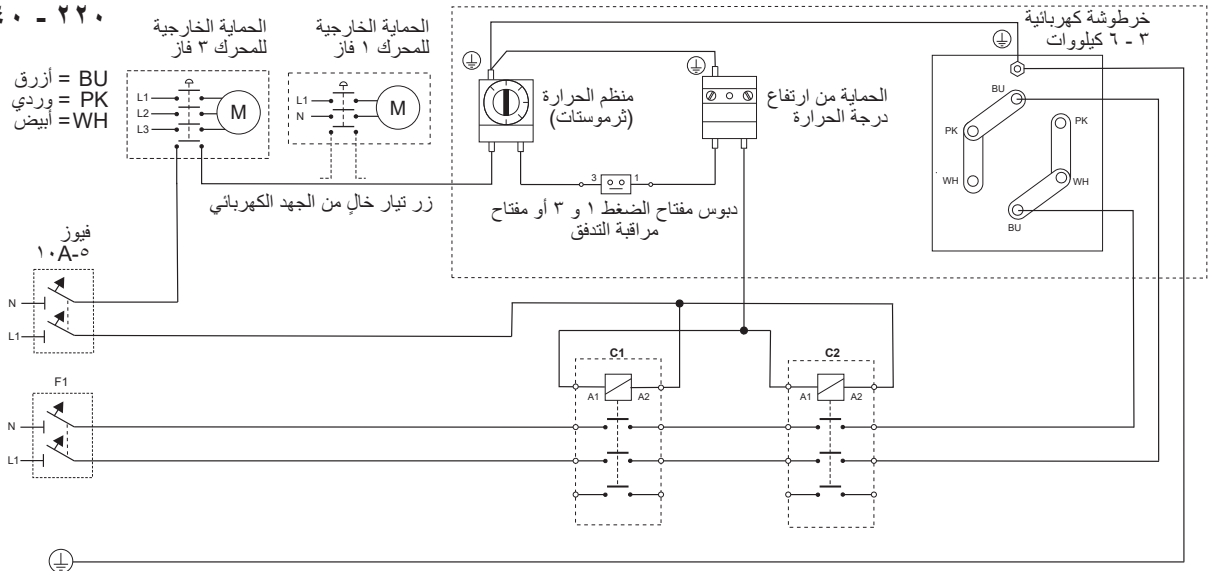 ٢٢٠ - ٤٠
الحماية الخارجية
للمحرك ٣ فاز
الحماية الخارجية
للمحرك ١ فاز
خرطوشة كهربائية
٣ - ٦ كيلووات
BU = أزرق
PK = وردي
WH = أبيض
L1
L2
L3
M
L1
N
M
منظم الحرارة
(ثرموستات)
الحماية من ارتفاع
درجة الحرارة
BU
PK
PK
WH
WH
BU
3
1
زر تيار خالٍ من الجهد الكهربائي
دبوس مفتاح الضغط ١ و ٣ أو مفتاح
مراقبة التدفق
فيوز
١٠A-٥
N
L1
C1
C2
A1
A2
A1
A2
F1
N
L1